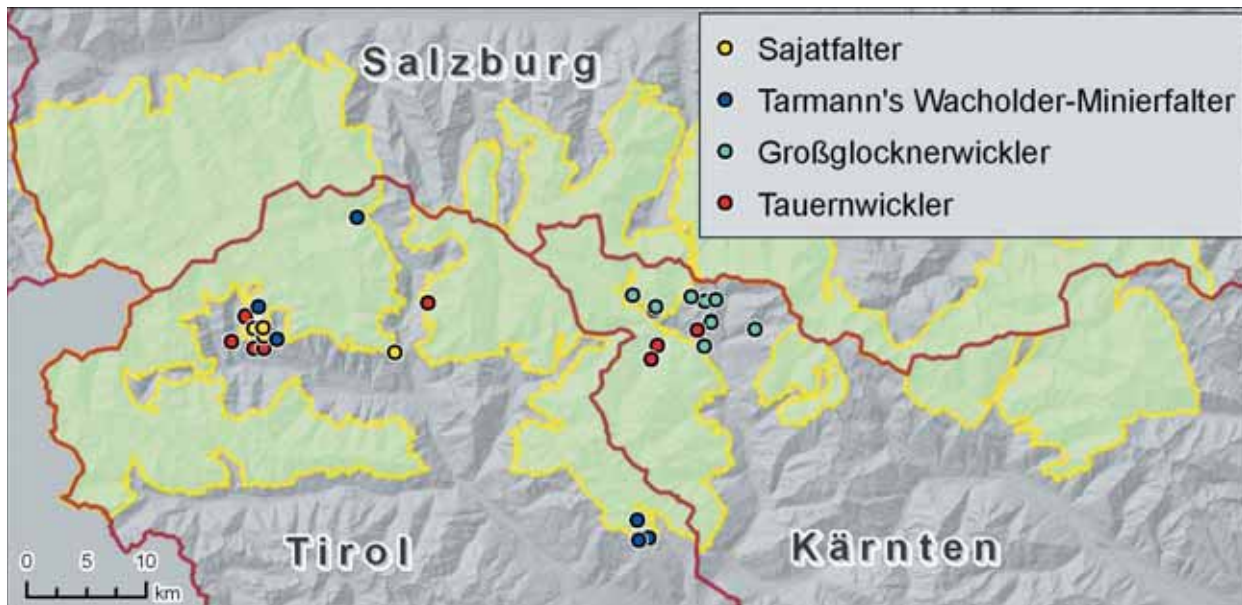 Salzburg
Sajatfalter
Tarmann's Wacholder-Minierfalter
Großglocknerwickler
Tauernwickler
Tirol
Kärnten
0 5 10
km